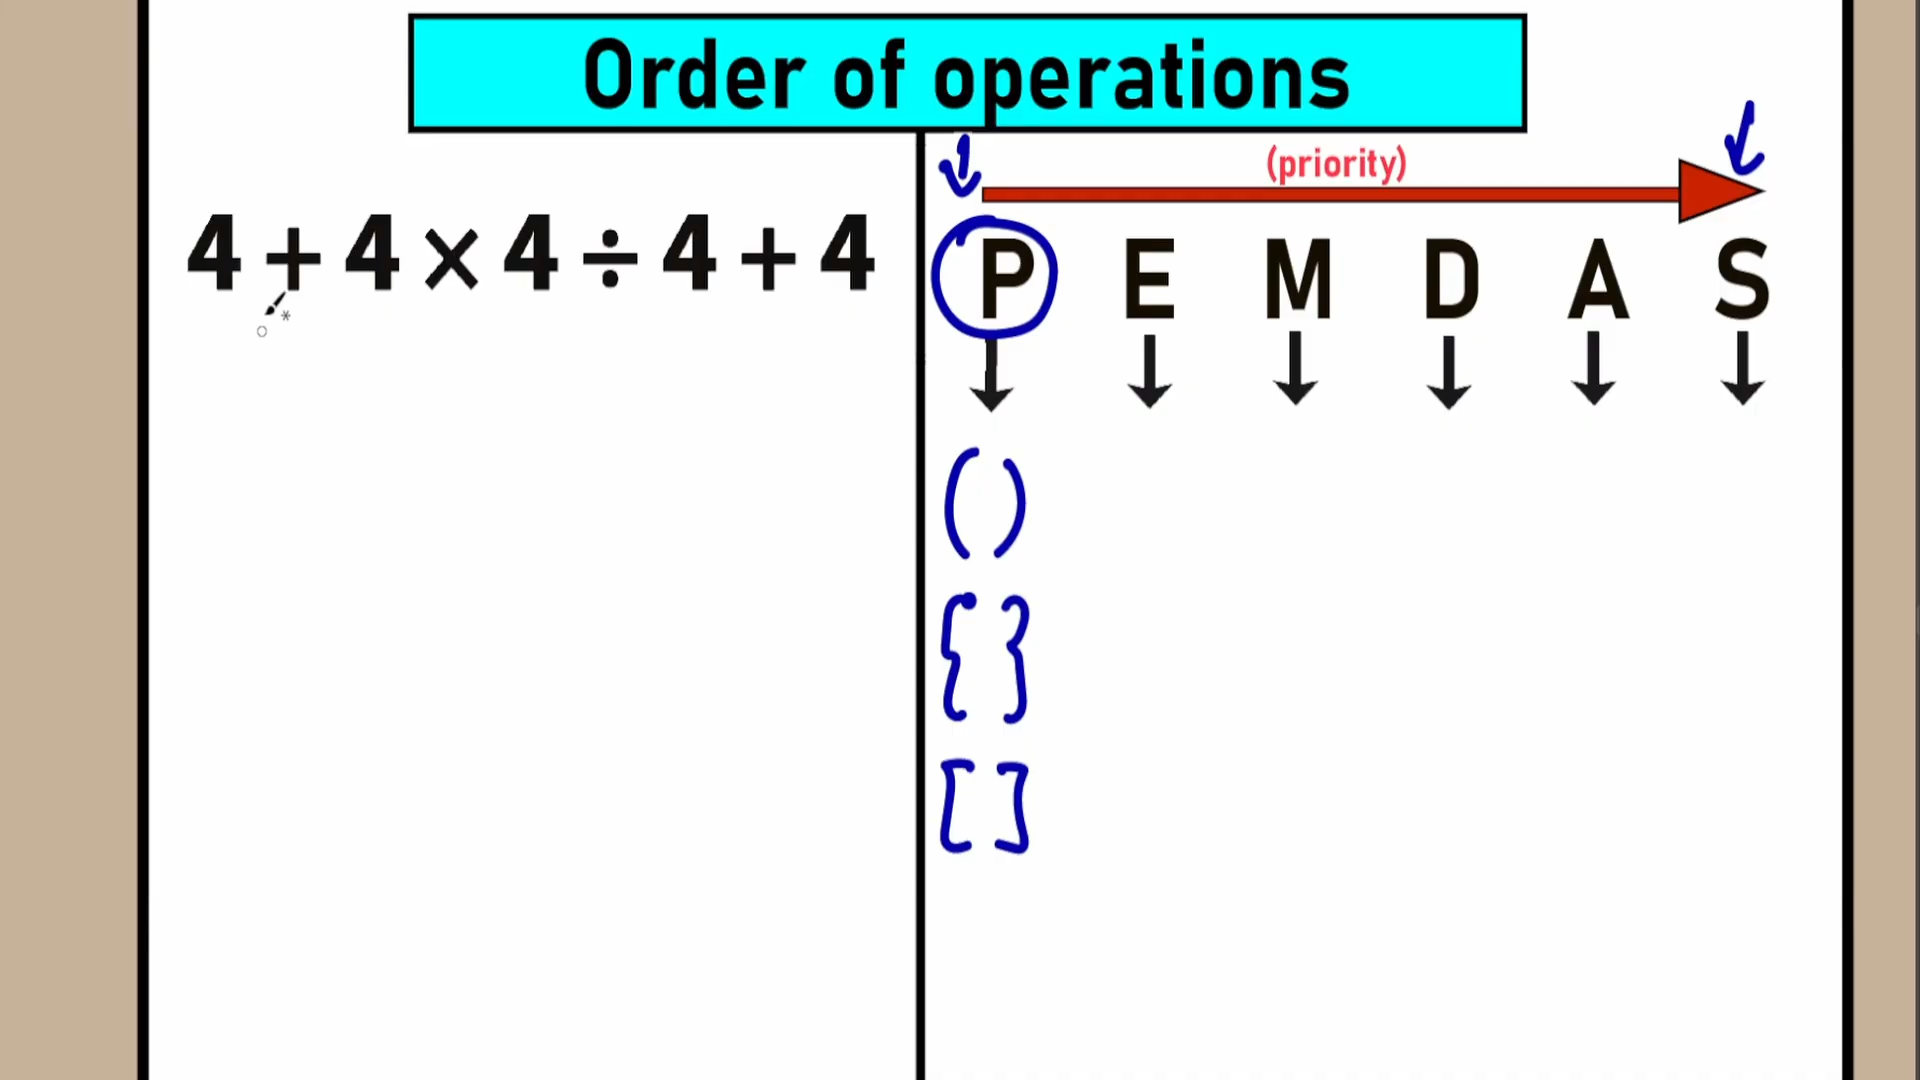 Order of operations
(priority)
4 + 4 × 4 ÷ 4 + 4
P E M D A S
( )
{ }
[ ]